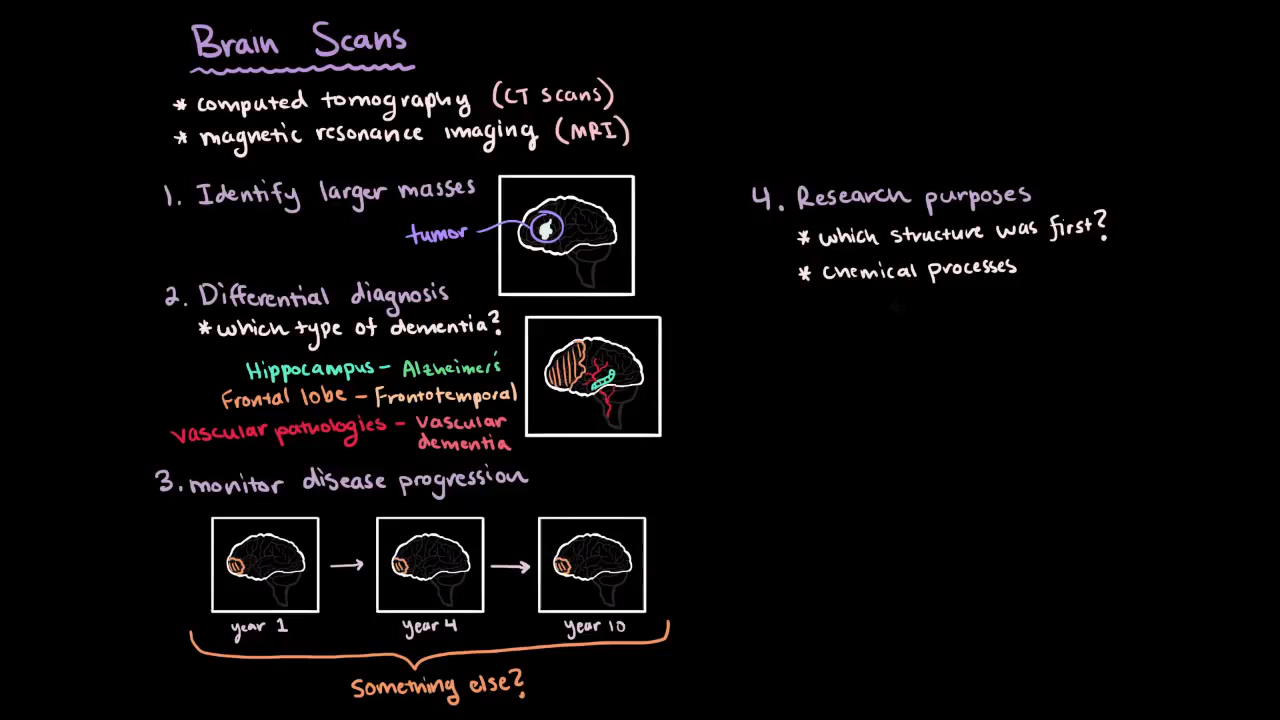 Brain Scans
* computed tomography (CT scans)
* magnetic resonance imaging (MRI)
1. Identify larger masses
tumor
2. Differential diagnosis
* which type of dementia?
Hippocampus - Alzheimer's
Frontal lobe - Frontotemporal
vascular pathologies - vascular
dementia
3. monitor disease progression
year 1
year 4
year 10
Something else?
4. Research purposes
* which structure was first?
* chemical processes